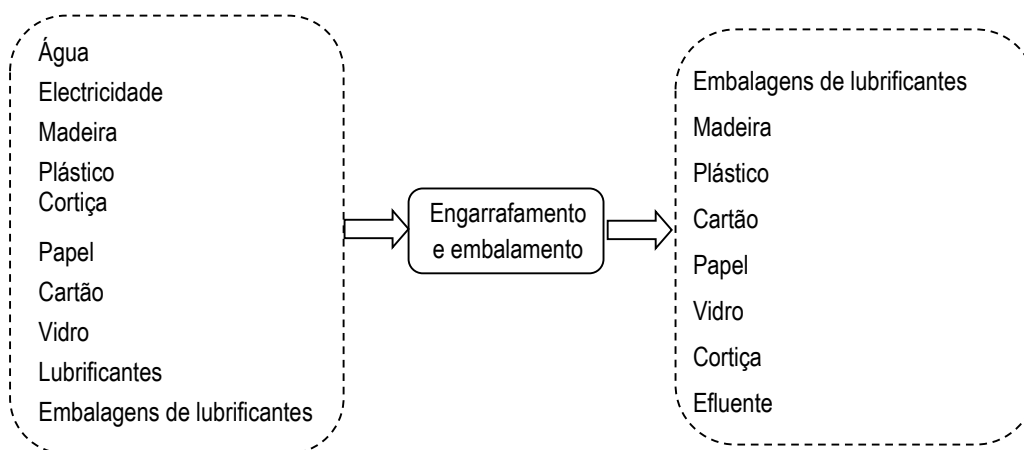 Água
Electricidade
Madeira
Plástico
Cortiça
Papel
Cartão
Vidro
Lubrificantes
Embalagens de lubrificantes
Engarrafamento
e embalamento
Embalagens de lubrificantes
Madeira
Plástico
Cartão
Papel
Vidro
Cortiça
Efluente